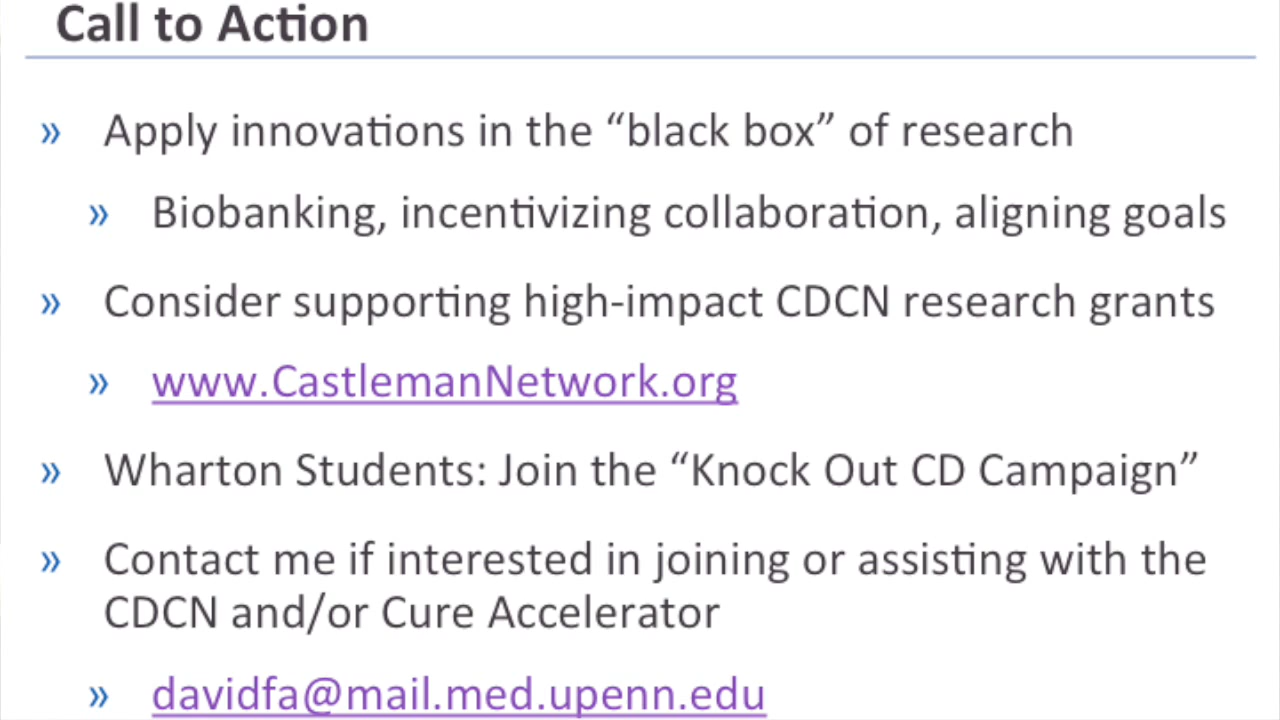 Call to Action
» Apply innovations in the “black box” of research
» Biobanking, incentivizing collaboration, aligning goals
» Consider supporting high-impact CDCN research grants
» www.CastlemanNetwork.org
» Wharton Students: Join the “Knock Out CD Campaign”
» Contact me if interested in joining or assisting with the
CDCN and/or Cure Accelerator
» davidfa@mail.med.upenn.edu